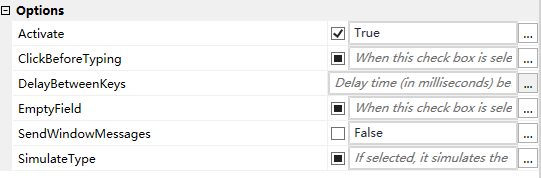 Options
Activate True ...
ClickBeforeTyping When this check box is sele ...
DelayBetweenKeys Delay time (in milliseconds) be ...
EmptyField When this check box is sele ...
SendWindowMessages False ...
SimulateType If selected, it simulates the ...